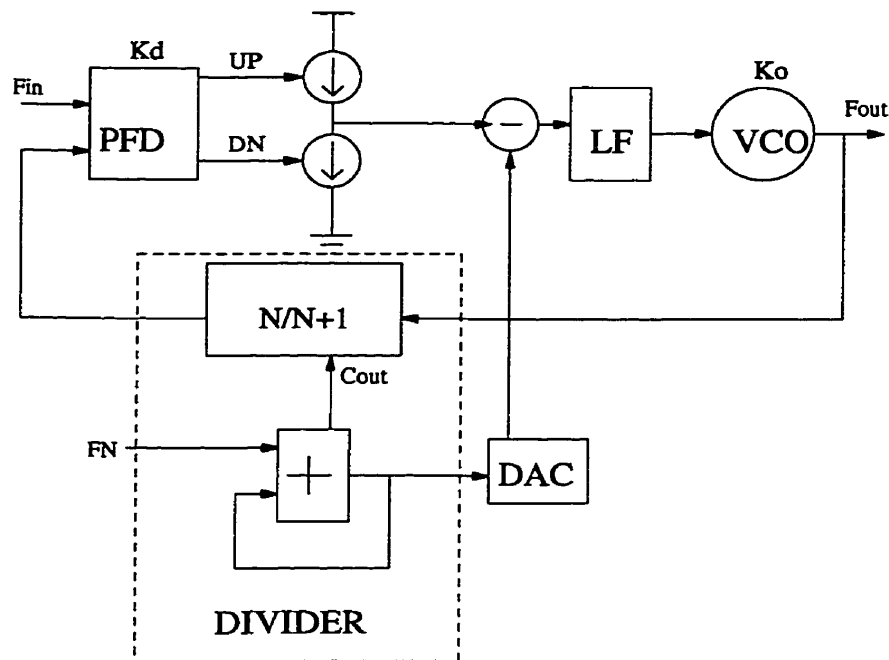 Kd
UP
Fin
PFD
DN
Ko
Fout
−
LF
VCO
N/N+1
Cout
FN
+
DAC
DIVIDER